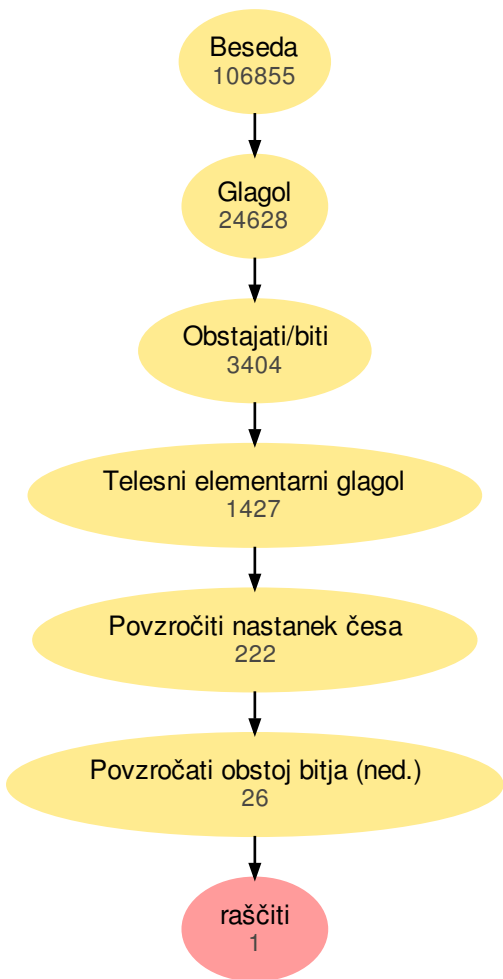 Beseda
106855
Glagol
24628
Obstajati/biti
3404
Telesni elementarni glagol
1427
Povzročiti nastanek česa
222
Povzročati obstoj bitja (ned.)
26
raščiti
1